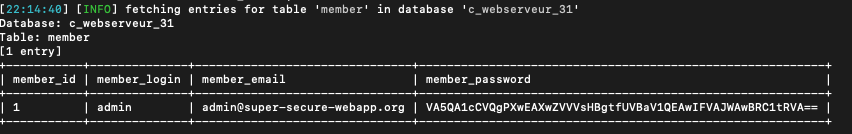 [22:14:40] [INFO] fetching entries for table 'member' in database 'c_webserveur_31'
Database: c_webserveur_31
Table: member
[1 entry]
+-----------+--------------+----------------------------+----------------------------------------------------------+
| member_id | member_login | member_email | member_password |
+-----------+--------------+----------------------------+----------------------------------------------------------+
| 1 | admin | admin@super-secure-webapp.org | VA5QA1cCVQgPXwEAXwZVVVsHBgtfUVBaV1QEAwIFVAJWAwBRC1tRVA== |
+-----------+--------------+----------------------------+----------------------------------------------------------+